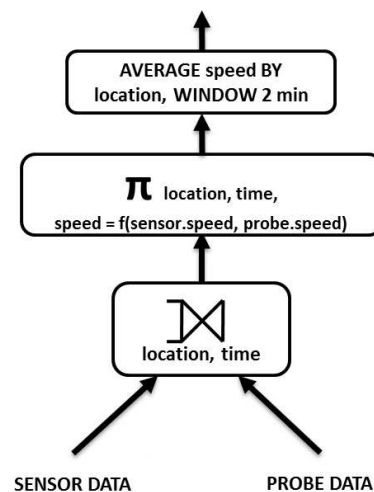 AVERAGE speed BY
location, WINDOW 2 min
π location, time,
speed = f(sensor.speed, probe.speed)
location, time
SENSOR DATA
PROBE DATA